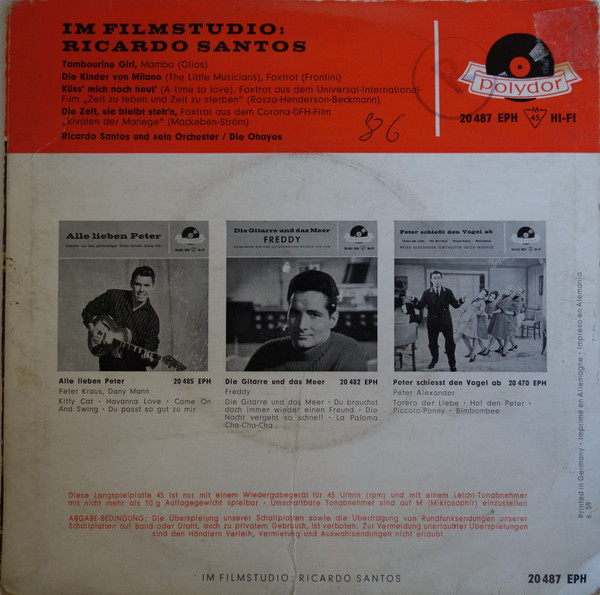 IM FILMSTUDIO:
RICARDO SANTOS
Tambourine Girl, Mambo (Olias)
Die Kinder von Milano (The Little Musicians), Foxtrot (Frontini)
Küss' mich noch heut' (A time to love), Foxtrot aus dem Universal-International-
Film „Zeit zu leben und Zeit zu sterben" (Rosza-Henderson-Beckmann)
Die Zeit, sie bleibt steh'n, Foxtrot aus dem Corona-DFH-Film
„Rivalen der Manege" (Mackeben-Ström)
Ricardo Santos und sein Orchester / Die Ohayos
86
Polydor
20 487 EPH 45 HI-FI
Alle lieben Peter
Die Gitarre und das Meer
FREDDY
Peter schießt den Vogel ab
PETER ALEXANDER, ORCHESTER ERICH WERNER
Alle lieben Peter 20 485 EPH
Peter Kraus, Dany Mann
Kitty Cat · Havanna Love · Come On
And Swing · Du passt so gut zu mir
Die Gitarre und das Meer 20 482 EPH
Freddy
Die Gitarre und das Meer · Du brauchst
doch immer wieder einen Freund · Die
Nacht vergeht so schnell · La Paloma
Cha-Cha-Cha
Peter schiesst den Vogel ab 20 470 EPH
Peter Alexander
Torero der Liebe · Hol den Peter ·
Piccolo-Ponny · Bimbombee
Printed in Germany · Imprimé en Allemagne · Impreso en Alemania
6. 59
Diese Langspielplatte 45 ist nur mit einem Wiedergabegerät für 45 U/min (rpm) und mit einem Leicht-Tonabnehmer
mit nicht mehr als 10 g Auflagegewicht spielbar · Umschaltbare Tonabnehmer sind auf M (Mikrosaphir) einzustellen
ABGABE-BEDINGUNG: Die Überspielung unserer Schallplatten sowie die Übertragung von Rundfunksendungen unserer
Schallplatten auf Band oder Draht, auch zu privatem Gebrauch, ist verboten. Zur Vermeidung unerlaubter Überspielungen
sind den Händlern Verleih, Vermietung und Auswahlsendungen nicht erlaubt
IM FILMSTUDIO: RICARDO SANTOS
20 487 EPH